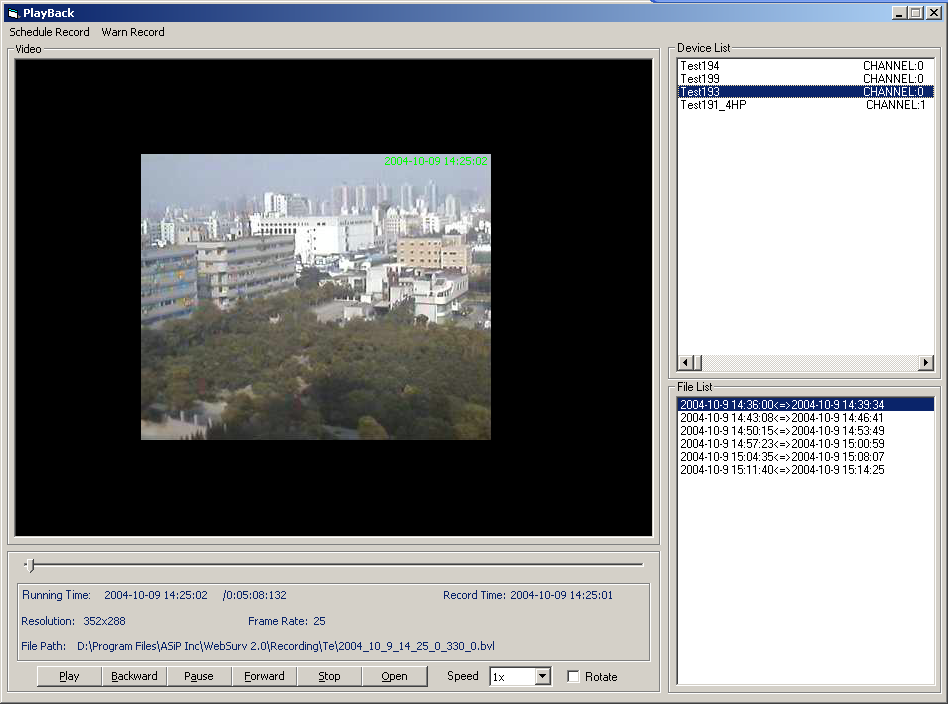 PlayBack
Schedule Record Warn Record
Video
2004-10-09 14:25:02
Device List
Test194 CHANNEL:0
Test199 CHANNEL:0
Test193 CHANNEL:0
Test191_4HP CHANNEL:1
File List
2004-10-9 14:36:00<=>2004-10-9 14:39:34
2004-10-9 14:43:08<=>2004-10-9 14:46:41
2004-10-9 14:50:15<=>2004-10-9 14:53:49
2004-10-9 14:57:23<=>2004-10-9 15:00:59
2004-10-9 15:04:35<=>2004-10-9 15:08:07
2004-10-9 15:11:40<=>2004-10-9 15:14:25
Running Time: 2004-10-09 14:25:02 /0:05:08:132 Record Time: 2004-10-09 14:25:01
Resolution: 352x288 Frame Rate: 25
File Path: D:\Program Files\ASiP Inc\WebSurv 2.0\Recording\Te\2004_10_9_14_25_0_330_0.bvl
Play Backward Pause Forward Stop Open Speed 1x Rotate